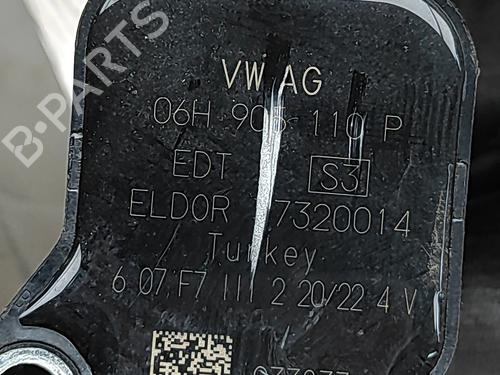 B-PARTS
VW AG
06H 905 110 P
EDT S3
ELDOR 7320014
Turkey
6 07 F7 III 2 20/22 4 V